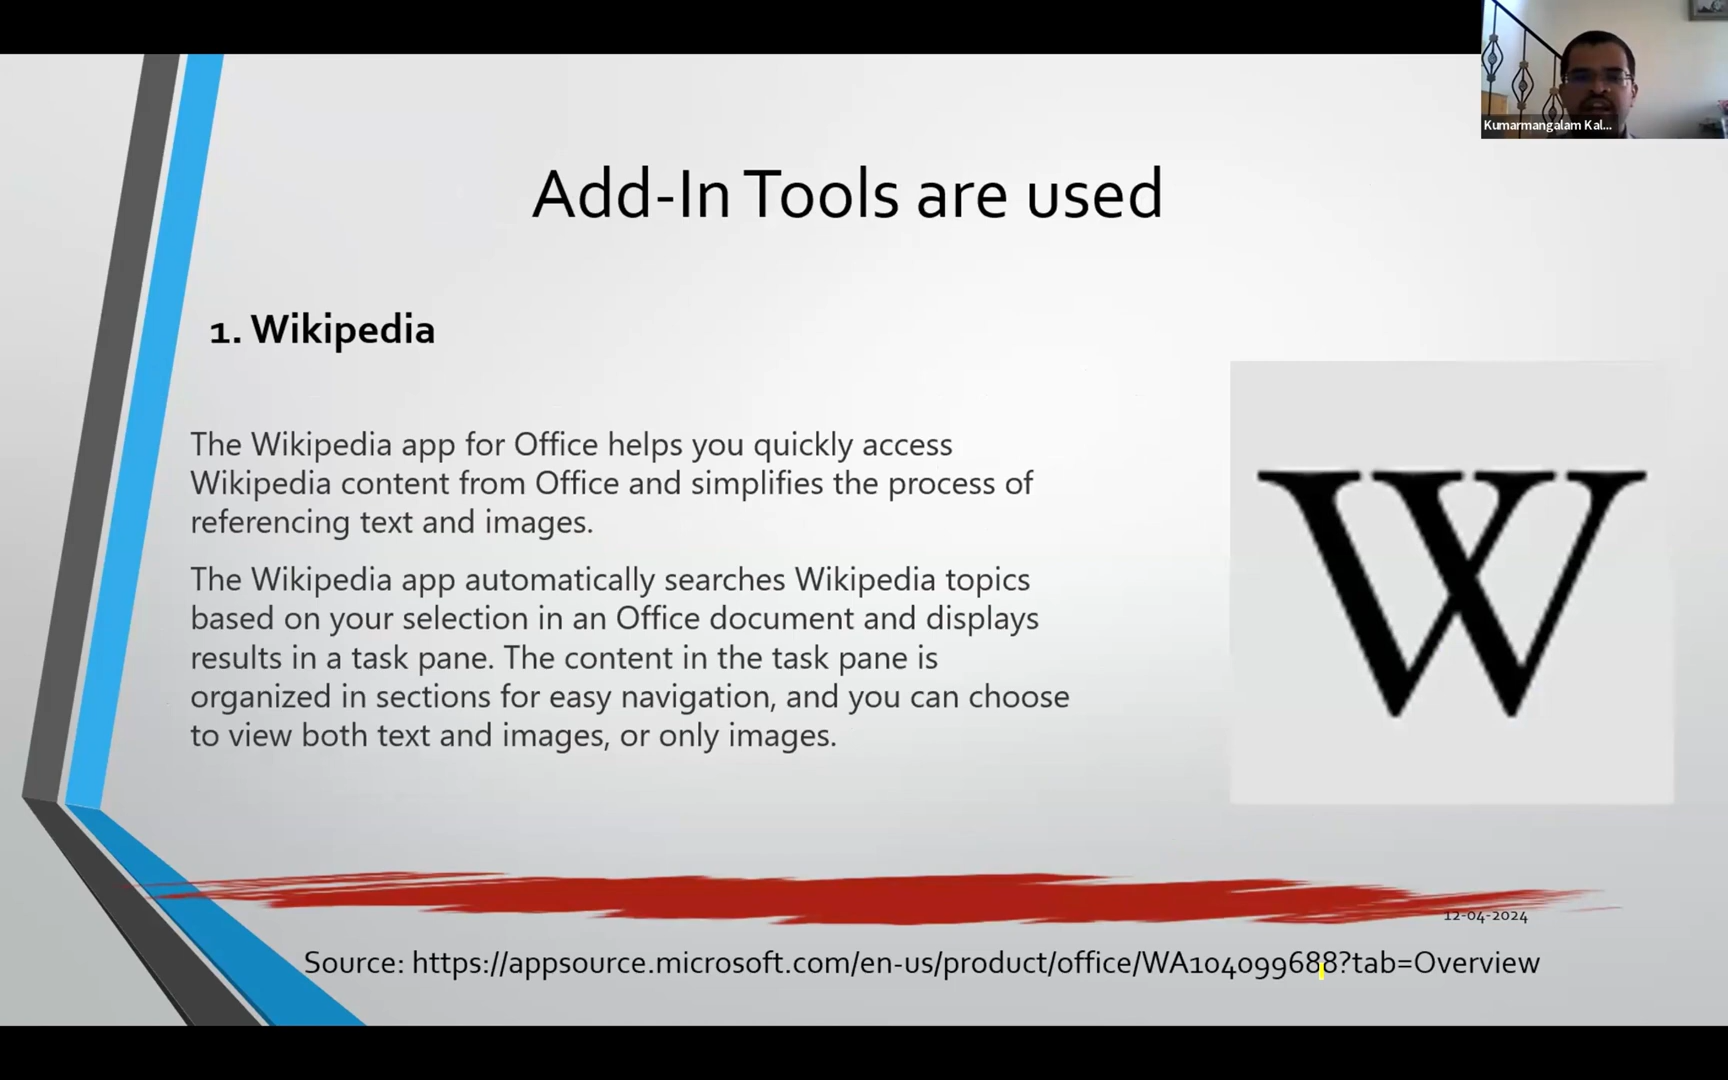 Kumarmangalam Kal...
Add-In Tools are used
1. Wikipedia
The Wikipedia app for Office helps you quickly access
Wikipedia content from Office and simplifies the process of
referencing text and images.
The Wikipedia app automatically searches Wikipedia topics
based on your selection in an Office document and displays
results in a task pane. The content in the task pane is
organized in sections for easy navigation, and you can choose
to view both text and images, or only images.
W
12-04-2024
Source: https://appsource.microsoft.com/en-us/product/office/WA104099688?tab=Overview